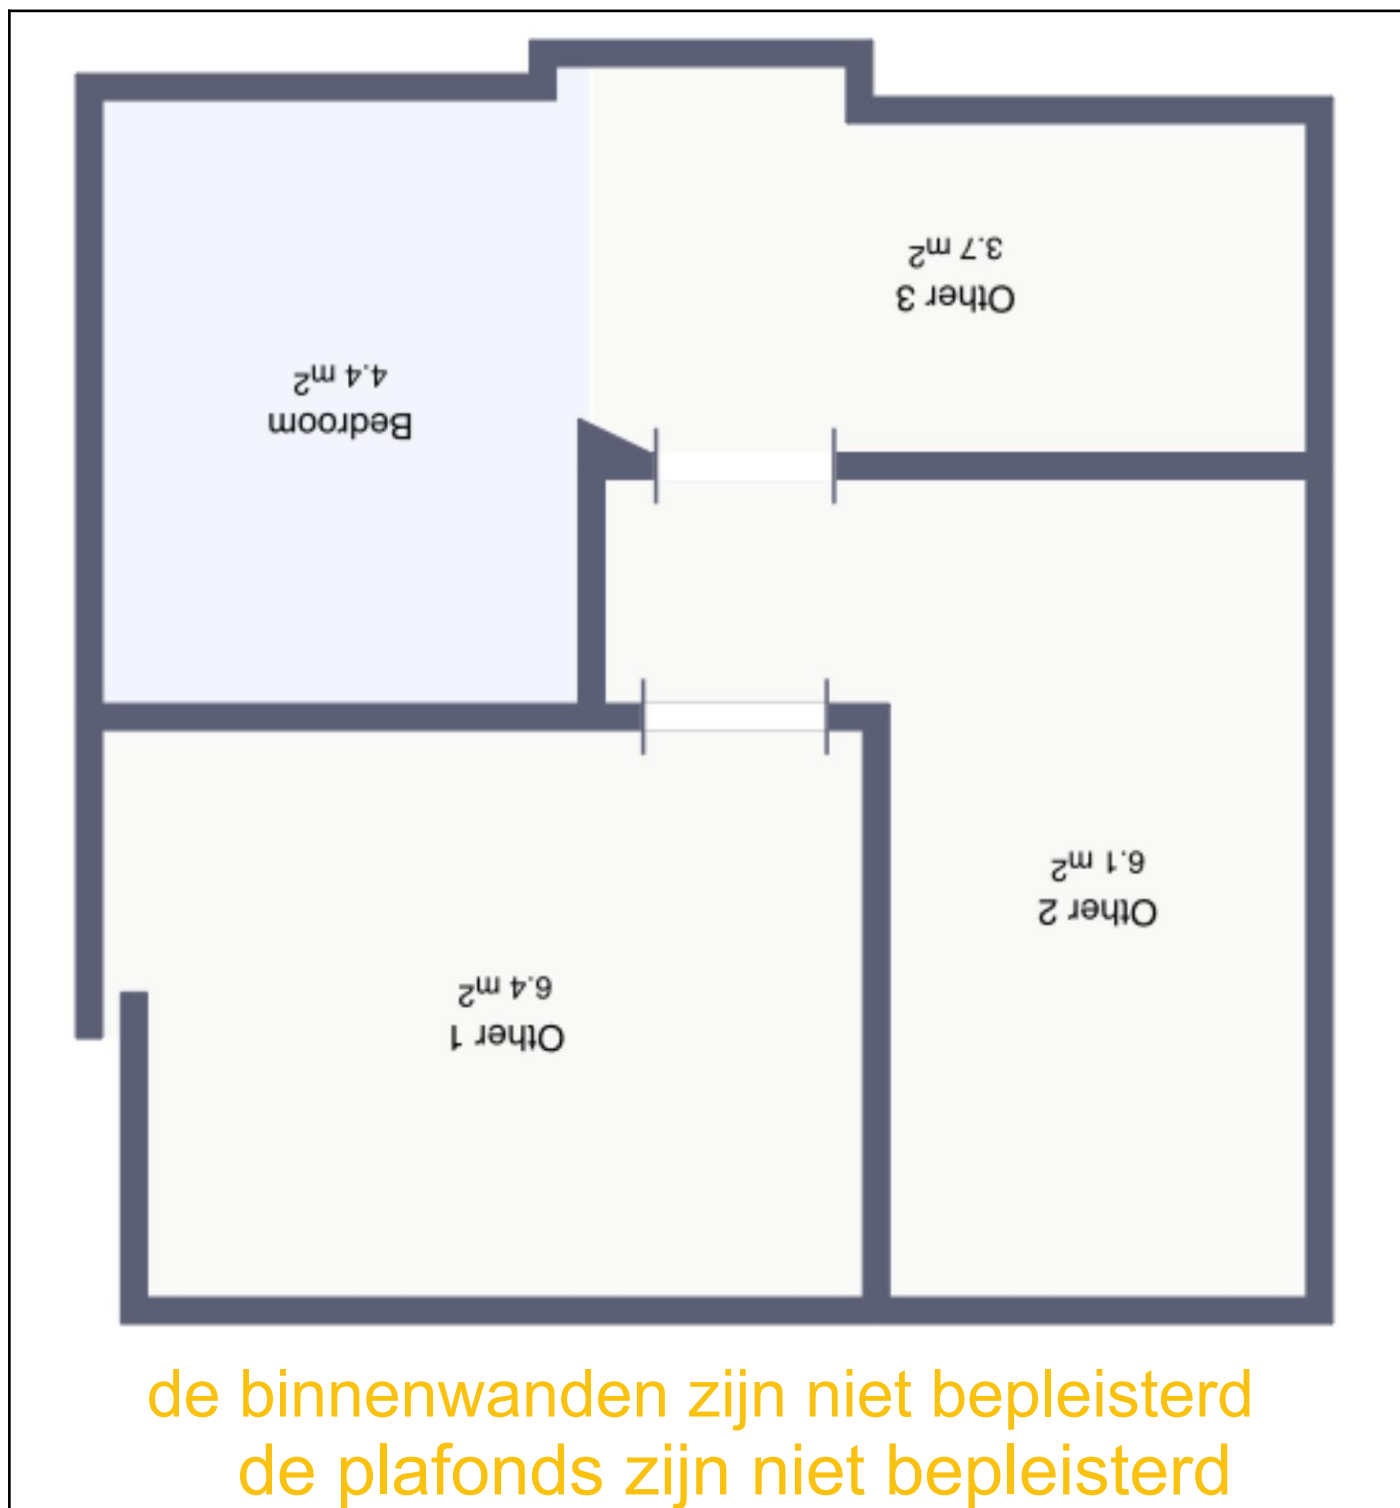 3.7 m²
Other 3
4.4 m²
Bedroom
6.1 m²
Other 2
6.4 m²
Other 1
de binnenwanden zijn niet bepleisterd
de plafonds zijn niet bepleisterd